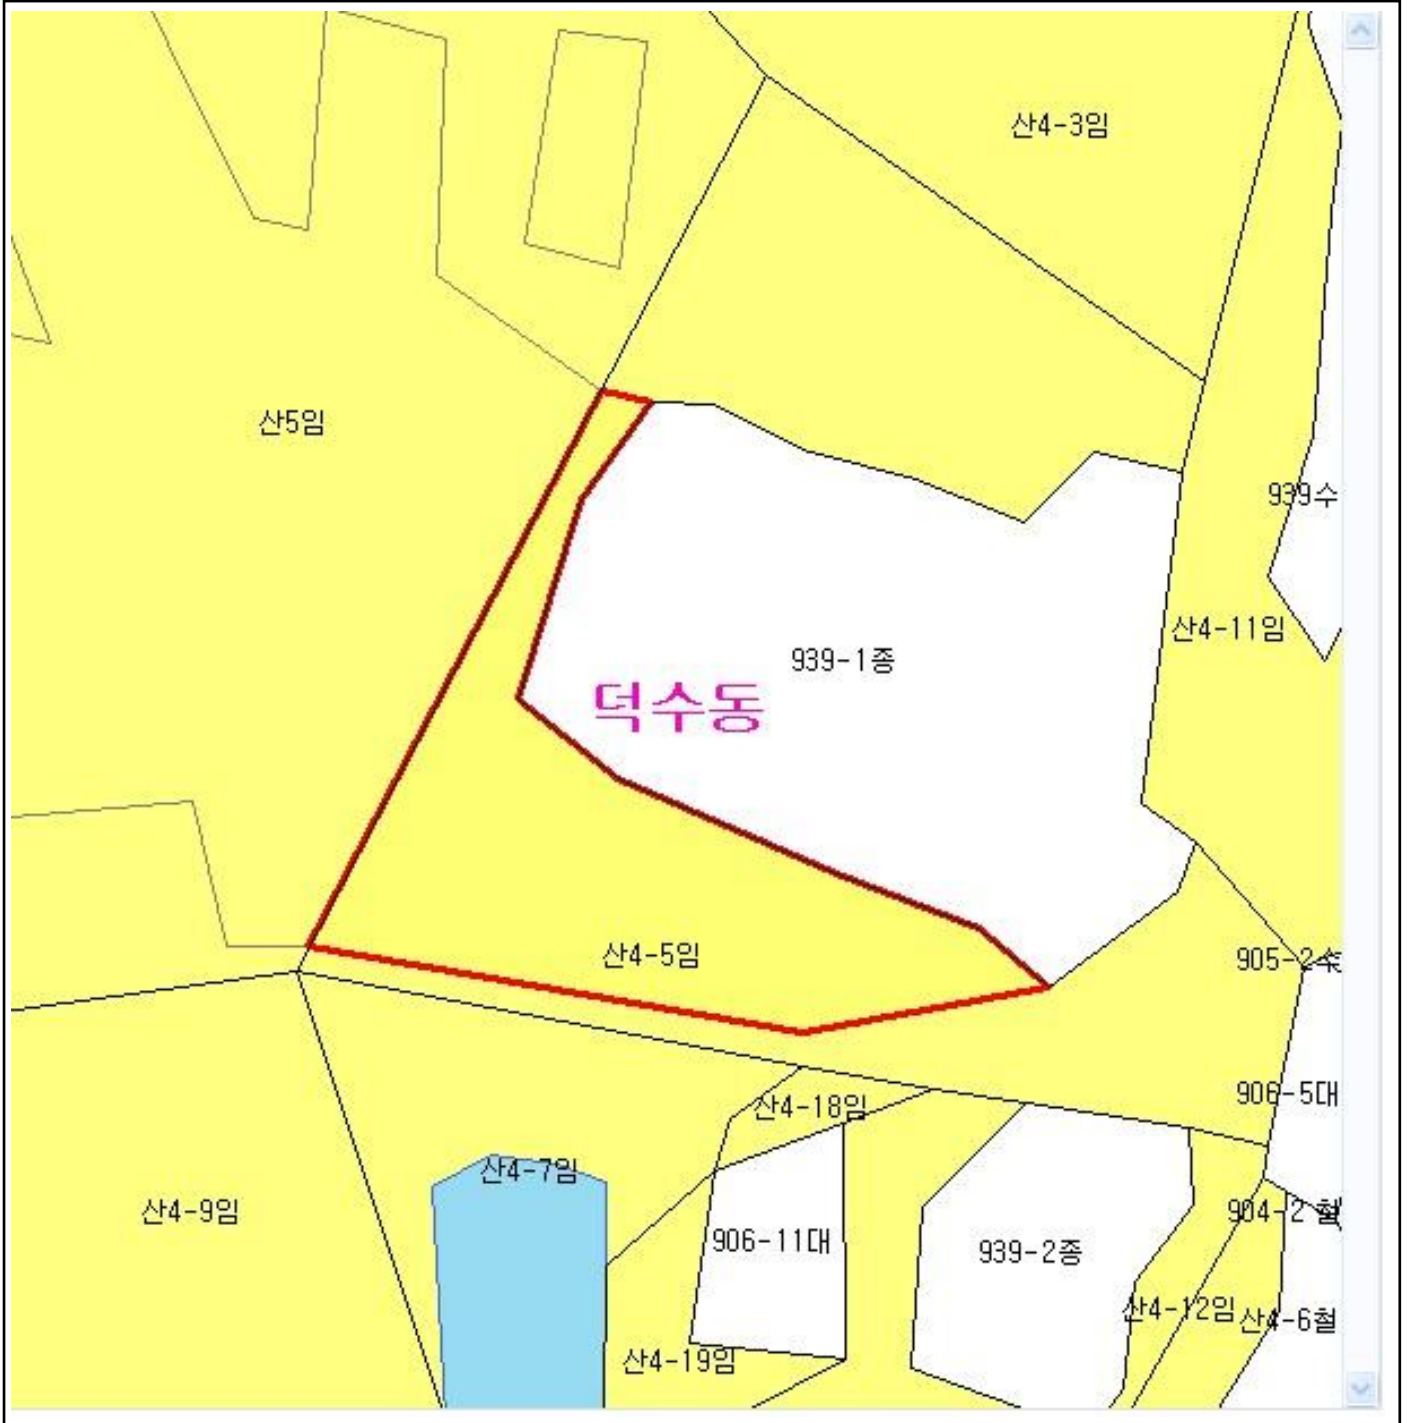 산4-3임
산5임
939수
산4-11임
939-1종
덕수동
산4-5임
905-2수
906-5대
산4-18임
산4-7임
산4-9임
904-2 철
906-11대
939-2종
산4-12임
산4-6철
산4-19임